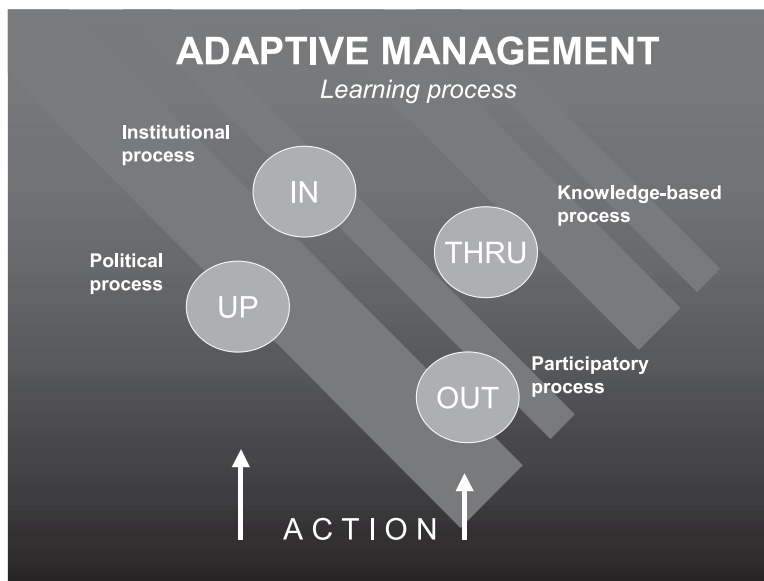 ADAPTIVE MANAGEMENT
Learning process
Institutional
process
IN
Knowledge-based
process
THRU
Political
process
UP
Participatory
process
OUT
ACTION